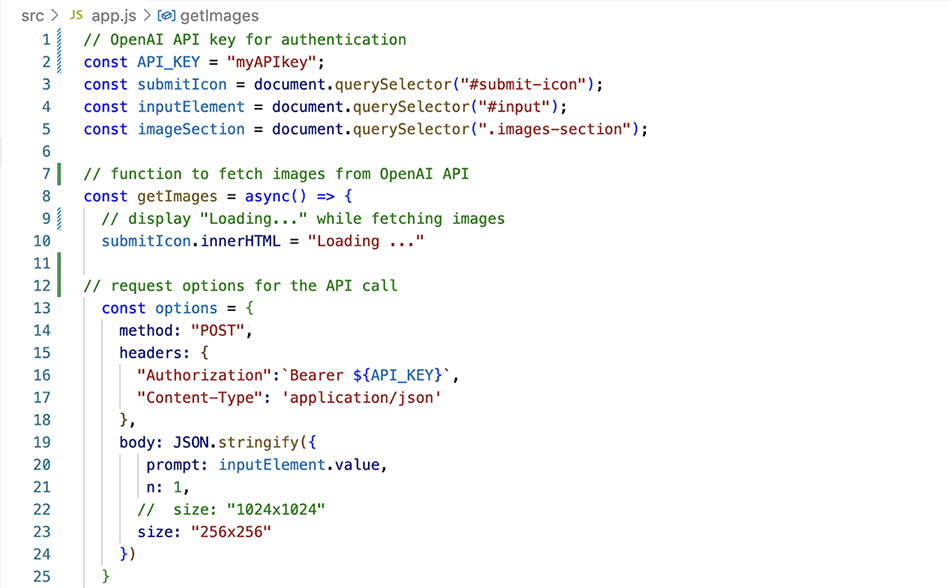 src > JS app.js > getImages
1 // OpenAI API key for authentication
2 const API_KEY = "myAPIkey";
3 const submitIcon = document.querySelector("#submit-icon");
4 const inputElement = document.querySelector("#input");
5 const imageSection = document.querySelector(".images-section");
6
7 // function to fetch images from OpenAI API
8 const getImages = async() => {
9   // display "Loading..." while fetching images
10   submitIcon.innerHTML = "Loading ..."
11
12 // request options for the API call
13   const options = {
14     method: "POST",
15     headers: {
16       "Authorization":`Bearer ${API_KEY}`,
17       "Content-Type": 'application/json'
18     },
19     body: JSON.stringify({
20        prompt: inputElement.value,
21        n: 1,
22       //  size: "1024x1024"
23       size: "256x256"
24     })
25   }